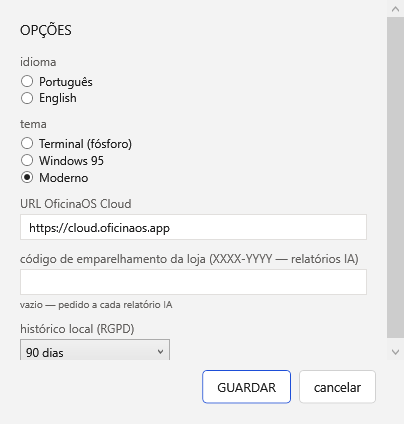 OPÇÕES
idioma
Português
English
tema
Terminal (fósforo)
Windows 95
Moderno
URL OficinaOS Cloud
https://cloud.oficinaos.app
código de emparelhamento da loja (XXXX-YYYY — relatórios IA)
vazio — pedido a cada relatório IA
histórico local (RGPD)
90 dias
GUARDAR
cancelar